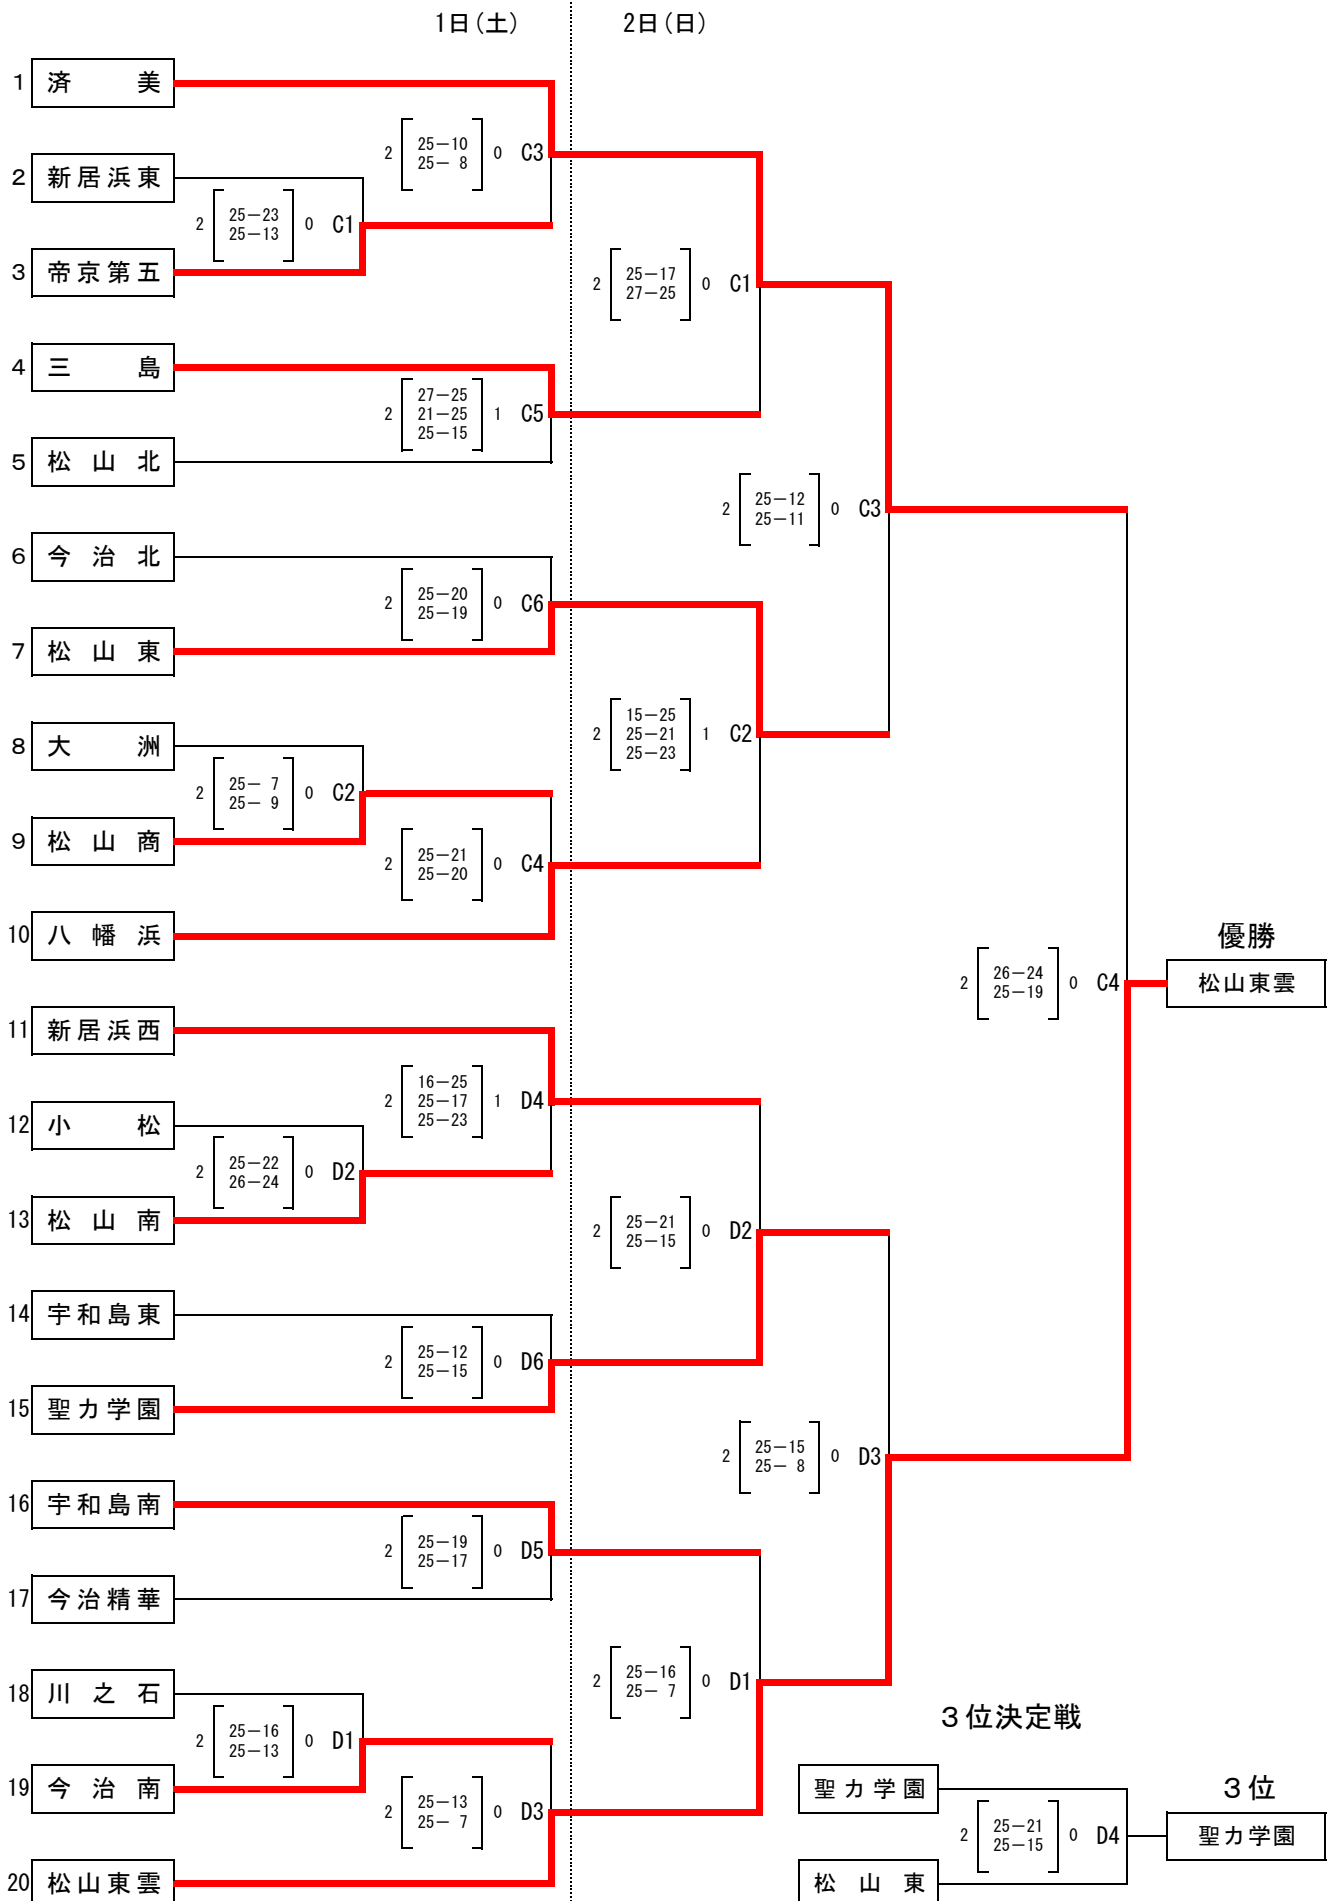 1日(土) 2日(日)
1 済 美
2 [25-10 25- 8] 0 C3
2 新居浜東
2 [25-23 25-13] 0 C1
3 帝京第五
2 [25-17 27-25] 0 C1
4 三 島
2 [27-25 21-25 25-15] 1 C5
5 松 山 北
2 [25-12 25-11] 0 C3
6 今 治 北
2 [25-20 25-19] 0 C6
7 松 山 東
2 [15-25 25-21 25-23] 1 C2
8 大 洲
2 [25- 7 25- 9] 0 C2
9 松 山 商
2 [25-21 25-20] 0 C4
10 八 幡 浜
優勝
2 [26-24 25-19] 0 C4
松山東雲
11 新居浜西
2 [16-25 25-17 25-23] 1 D4
12 小 松
2 [25-22 26-24] 0 D2
13 松 山 南
2 [25-21 25-15] 0 D2
14 宇和島東
2 [25-12 25-15] 0 D6
15 聖カ学園
2 [25-15 25- 8] 0 D3
16 宇和島南
2 [25-19 25-17] 0 D5
17 今治精華
2 [25-16 25- 7] 0 D1
18 川 之 石
2 [25-16 25-13] 0 D1
19 今 治 南
2 [25-13 25- 7] 0 D3
20 松山東雲
3位決定戦
聖カ学園
3位
2 [25-21 25-15] 0 D4
聖カ学園
松 山 東